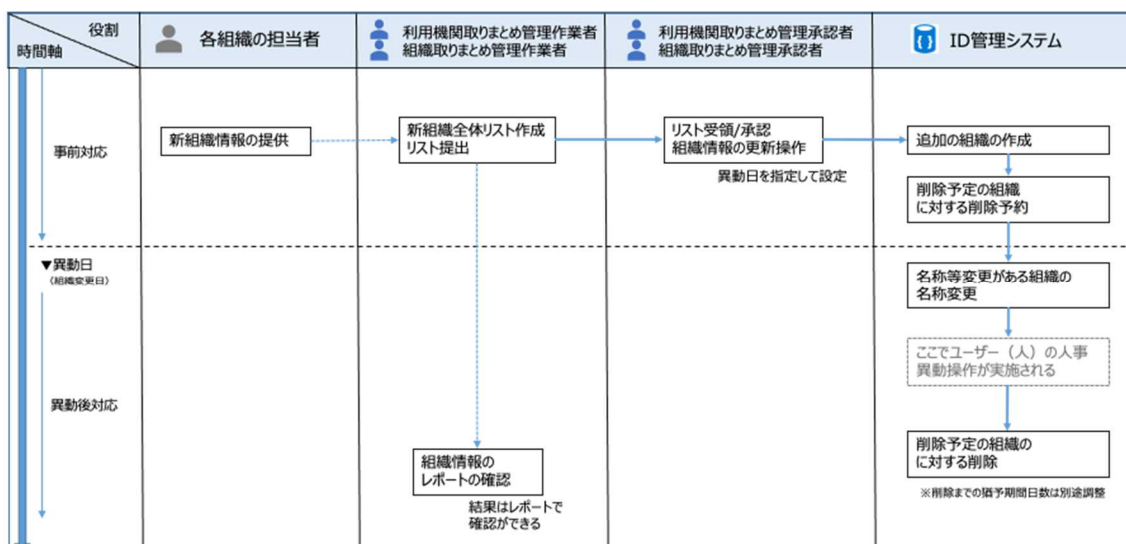 役割
時間軸
各組織の担当者
利用機関取りまとめ管理作業者
組織取りまとめ管理作業者
利用機関取りまとめ管理承認者
組織取りまとめ管理承認者
ID管理システム
事前対応
新組織情報の提供
新組織全体リスト作成
リスト提出
リスト受領/承認
組織情報の更新操作
異動日を指定して設定
追加の組織の作成
削除予定の組織
に対する削除予約
▼異動日
(組織変更日)
名称等変更がある組織の
名称変更
ここでユーザー（人）の人事
異動操作が実施される
異動後対応
組織情報の
レポートの確認
結果はレポートで
確認ができる
削除予定の組織の
に対する削除
※削除までの猶予期間日数は別途調整